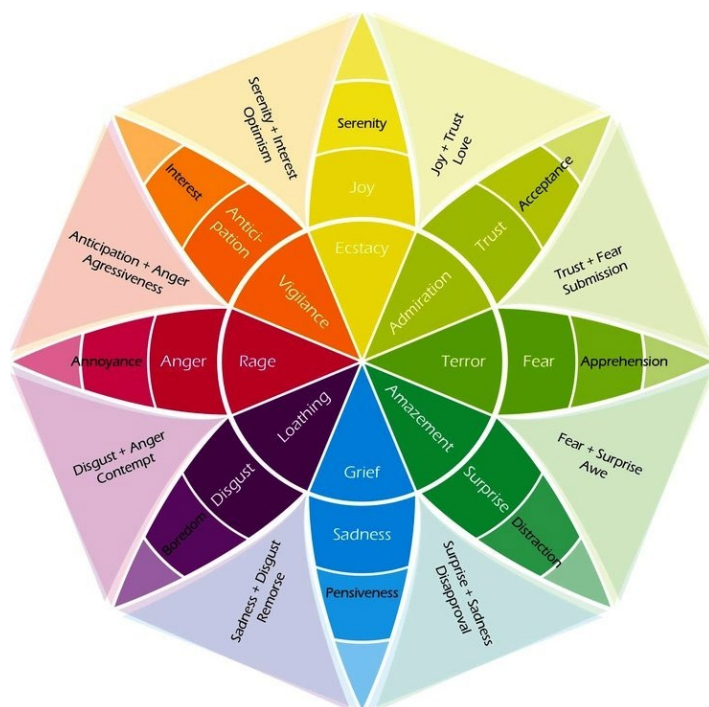 Serenity + Interest
Optimism
Joy + Trust
Love
Trust + Fear
Submission
Fear + Surprise
Awe
Surprise + Sadness
Disapproval
Sadness + Disgust
Remorse
Disgust + Anger
Contempt
Anticipation + Anger
Agressiveness
Serenity
Joy
Ecstacy
Acceptance
Trust
Admiration
Apprehension
Fear
Terror
Distraction
Surprise
Amazement
Pensiveness
Sadness
Grief
Boredom
Disgust
Loathing
Annoyance
Anger
Rage
Interest
Antici-
pation
Vigilance